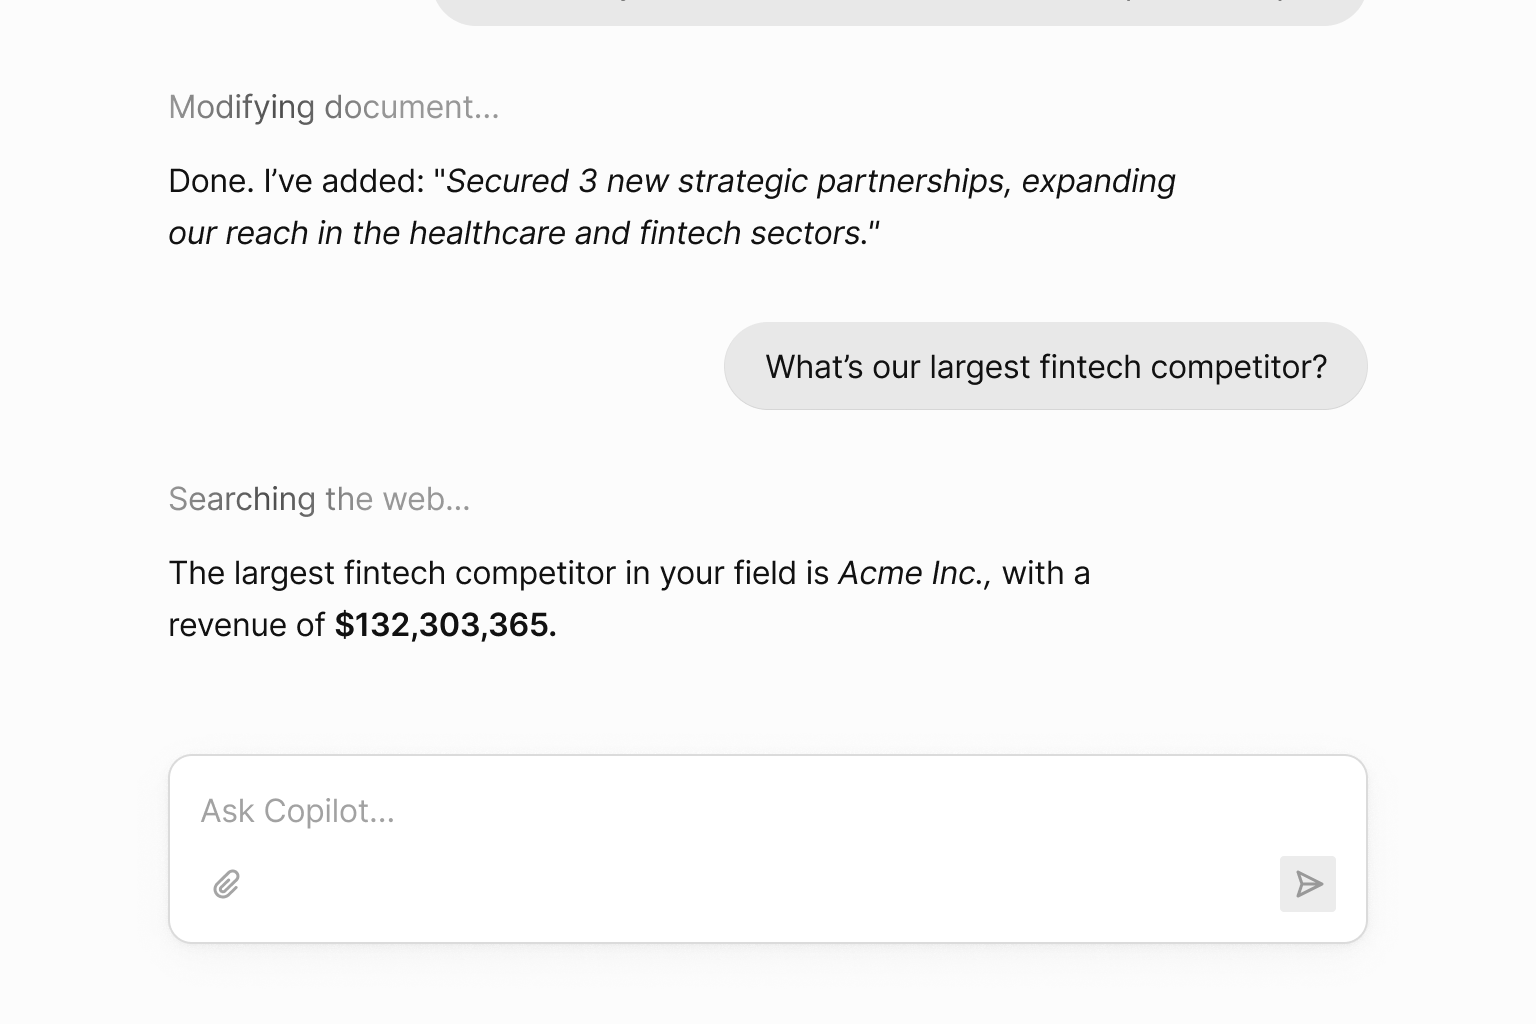 Modifying document...
Done. I’ve added: "Secured 3 new strategic partnerships, expanding
our reach in the healthcare and fintech sectors."
What’s our largest fintech competitor?
Searching the web...
The largest fintech competitor in your field is Acme Inc., with a
revenue of $132,303,365.
Ask Copilot...